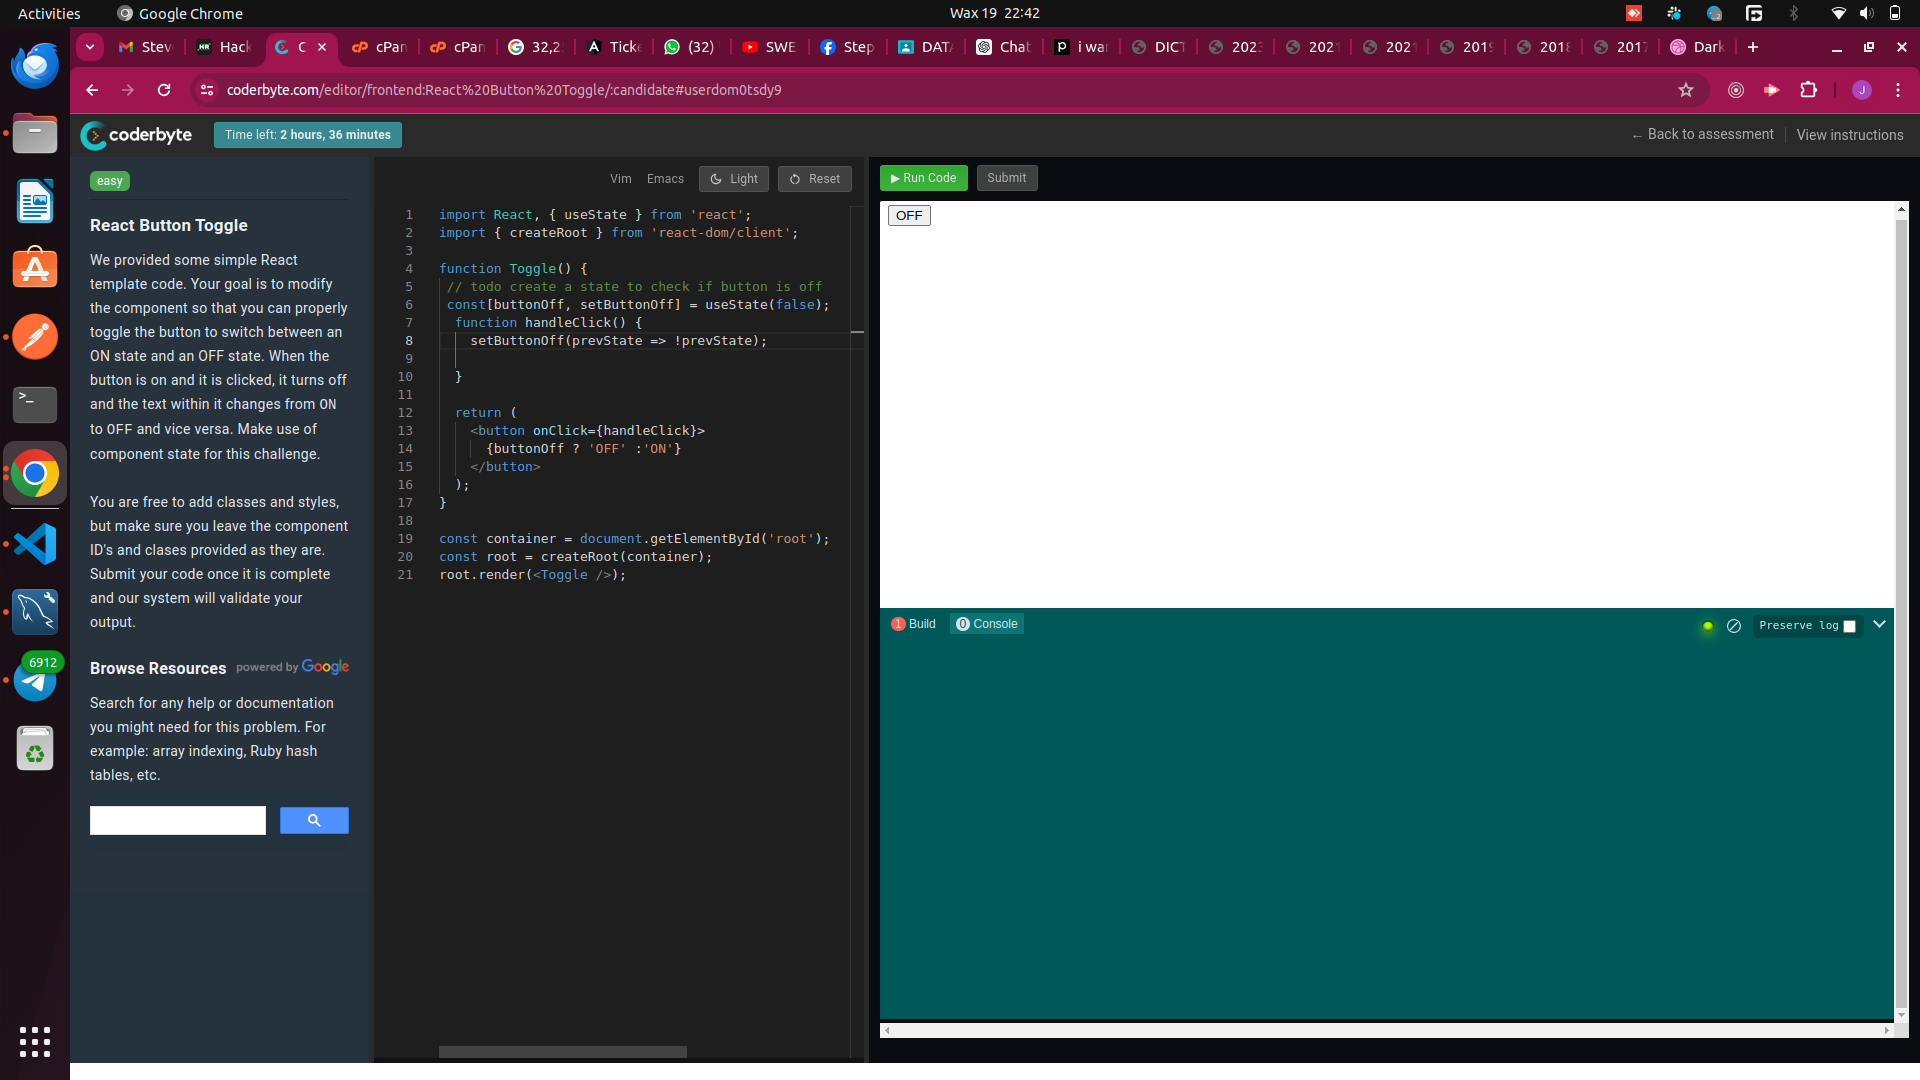 Activities
Google Chrome
Wax 19 22:42
Steve
Hack
C
cPan
cPan
32,2
Ticke
(32)
SWE
Step
DATA
Chat
i wa
DICT
2023
2021
2021
2019
2018
2017
Dark
coderbyte.com/editor/frontend:React%20Button%20Toggle/:candidate#userdom0tsdy9
J
coderbyte
Time left: 2 hours, 36 minutes
← Back to assessment
View instructions
easy
React Button Toggle
We provided some simple React
template code. Your goal is to modify
the component so that you can properly
toggle the button to switch between an
ON state and an OFF state. When the
button is on and it is clicked, it turns off
and the text within it changes from ON
to OFF and vice versa. Make use of
component state for this challenge.
You are free to add classes and styles,
but make sure you leave the component
ID's and clases provided as they are.
Submit your code once it is complete
and our system will validate your
output.
Browse Resources powered by Google
Search for any help or documentation
you might need for this problem. For
example: array indexing, Ruby hash
tables, etc.
6912
Vim
Emacs
Light
Reset
1 import React, { useState } from 'react';
2 import { createRoot } from 'react-dom/client';
3
4 function Toggle() {
5 // todo create a state to check if button is off
6 const[buttonOff, setButtonOff] = useState(false);
7 function handleClick() {
8 setButtonOff(prevState => !prevState);
9
10 }
11
12 return (
13 <button onClick={handleClick}>
14 {buttonOff ? 'OFF' :'ON'}
15 </button>
16 );
17 }
18
19 const container = document.getElementById('root');
20 const root = createRoot(container);
21 root.render(<Toggle />);
▶ Run Code
Submit
OFF
1 Build
0 Console
Preserve log